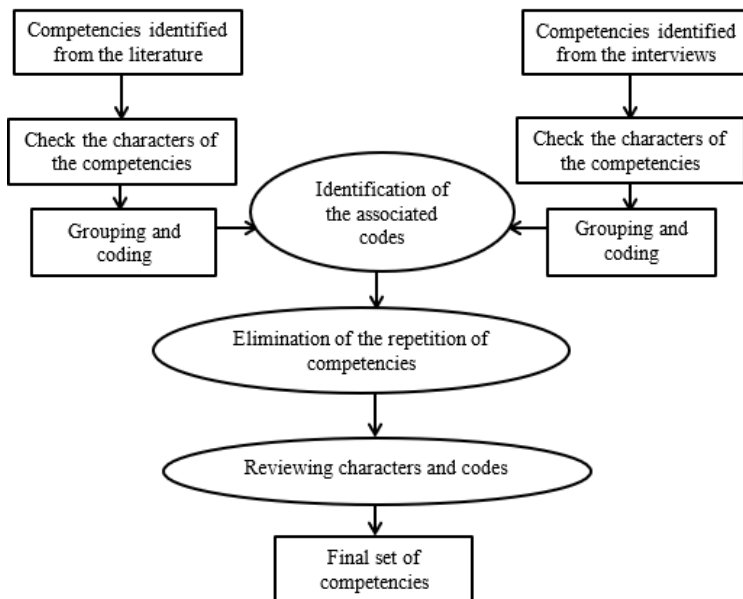 Competencies identified
from the literature
Competencies identified
from the interviews
Check the characters of
the competencies
Check the characters of
the competencies
Grouping and
coding
Identification of
the associated
codes
Grouping and
coding
Elimination of the repetition of
competencies
Reviewing characters and codes
Final set of
competencies